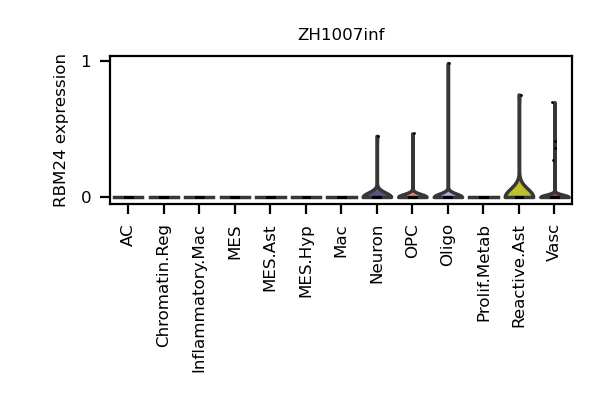 ZH1007inf
RBM24 expression
1
0
AC
Chromatin.Reg
Inflammatory.Mac
MES
MES.Ast
MES.Hyp
Mac
Neuron
OPC
Oligo
Prolif.Metab
Reactive.Ast
Vasc